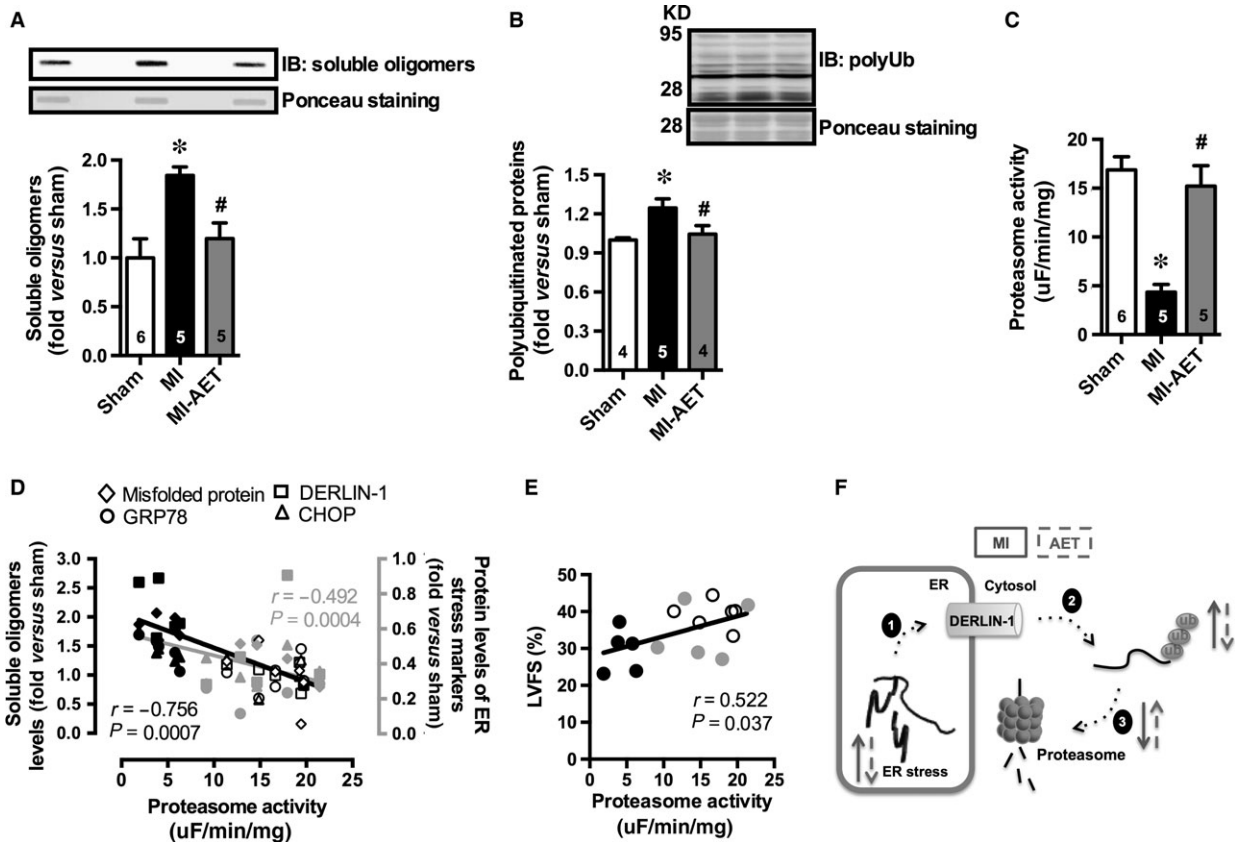 A
IB: soluble oligomers
Ponceau staining
Soluble oligomers
(fold versus sham)
2.0
1.5
1.0
0.5
0.0
*
#
6
5
5
Sham
MI
MI-AET
B
KD
95
28
28
IB: polyUb
Ponceau staining
Polyubiquitinated proteins
(fold versus sham)
1.5
1.2
0.9
0.6
0.3
0.0
*
#
4
5
4
Sham
MI
MI-AET
C
Proteasome activity
(uF/min/mg)
20
15
10
5
0
*
#
6
5
5
Sham
MI
MI-AET
D
Misfolded protein
DERLIN-1
GRP78
CHOP
Soluble oligomers
levels (fold versus sham)
3.0
2.5
2.0
1.5
1.0
0.5
0.0
r = −0.492
P = 0.0004
r = −0.756
P = 0.0007
1.0
0.8
0.6
0.4
0.2
0.0
Protein levels of ER
stress markers
(fold versus sham)
0 5 10 15 20 25
Proteasome activity
(uF/min/mg)
E
LVFS (%)
50
40
30
20
10
0
r = 0.522
P = 0.037
0 5 10 15 20 25
Proteasome activity
(uF/min/mg)
F
MI
AET
ER
Cytosol
DERLIN-1
1
2
ub
ub
ub
3
Proteasome
ER stress